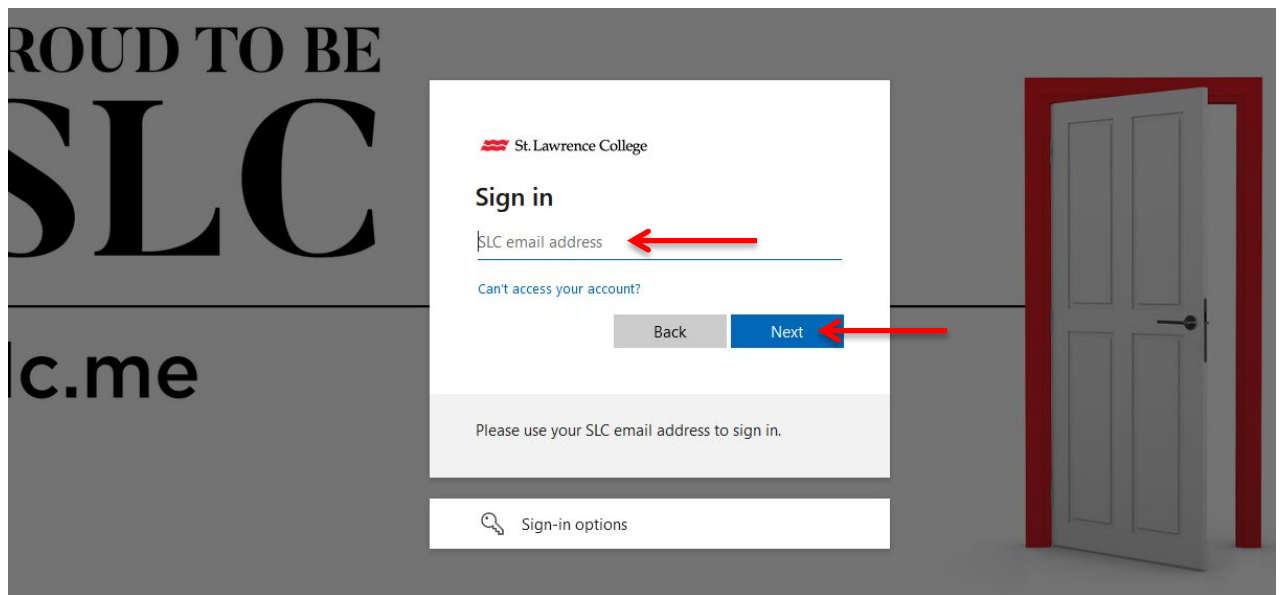 ROUD TO BE
SLC
lc.me
St. Lawrence College
Sign in
SLC email address
Can't access your account?
Back
Next
Please use your SLC email address to sign in.
Sign-in options